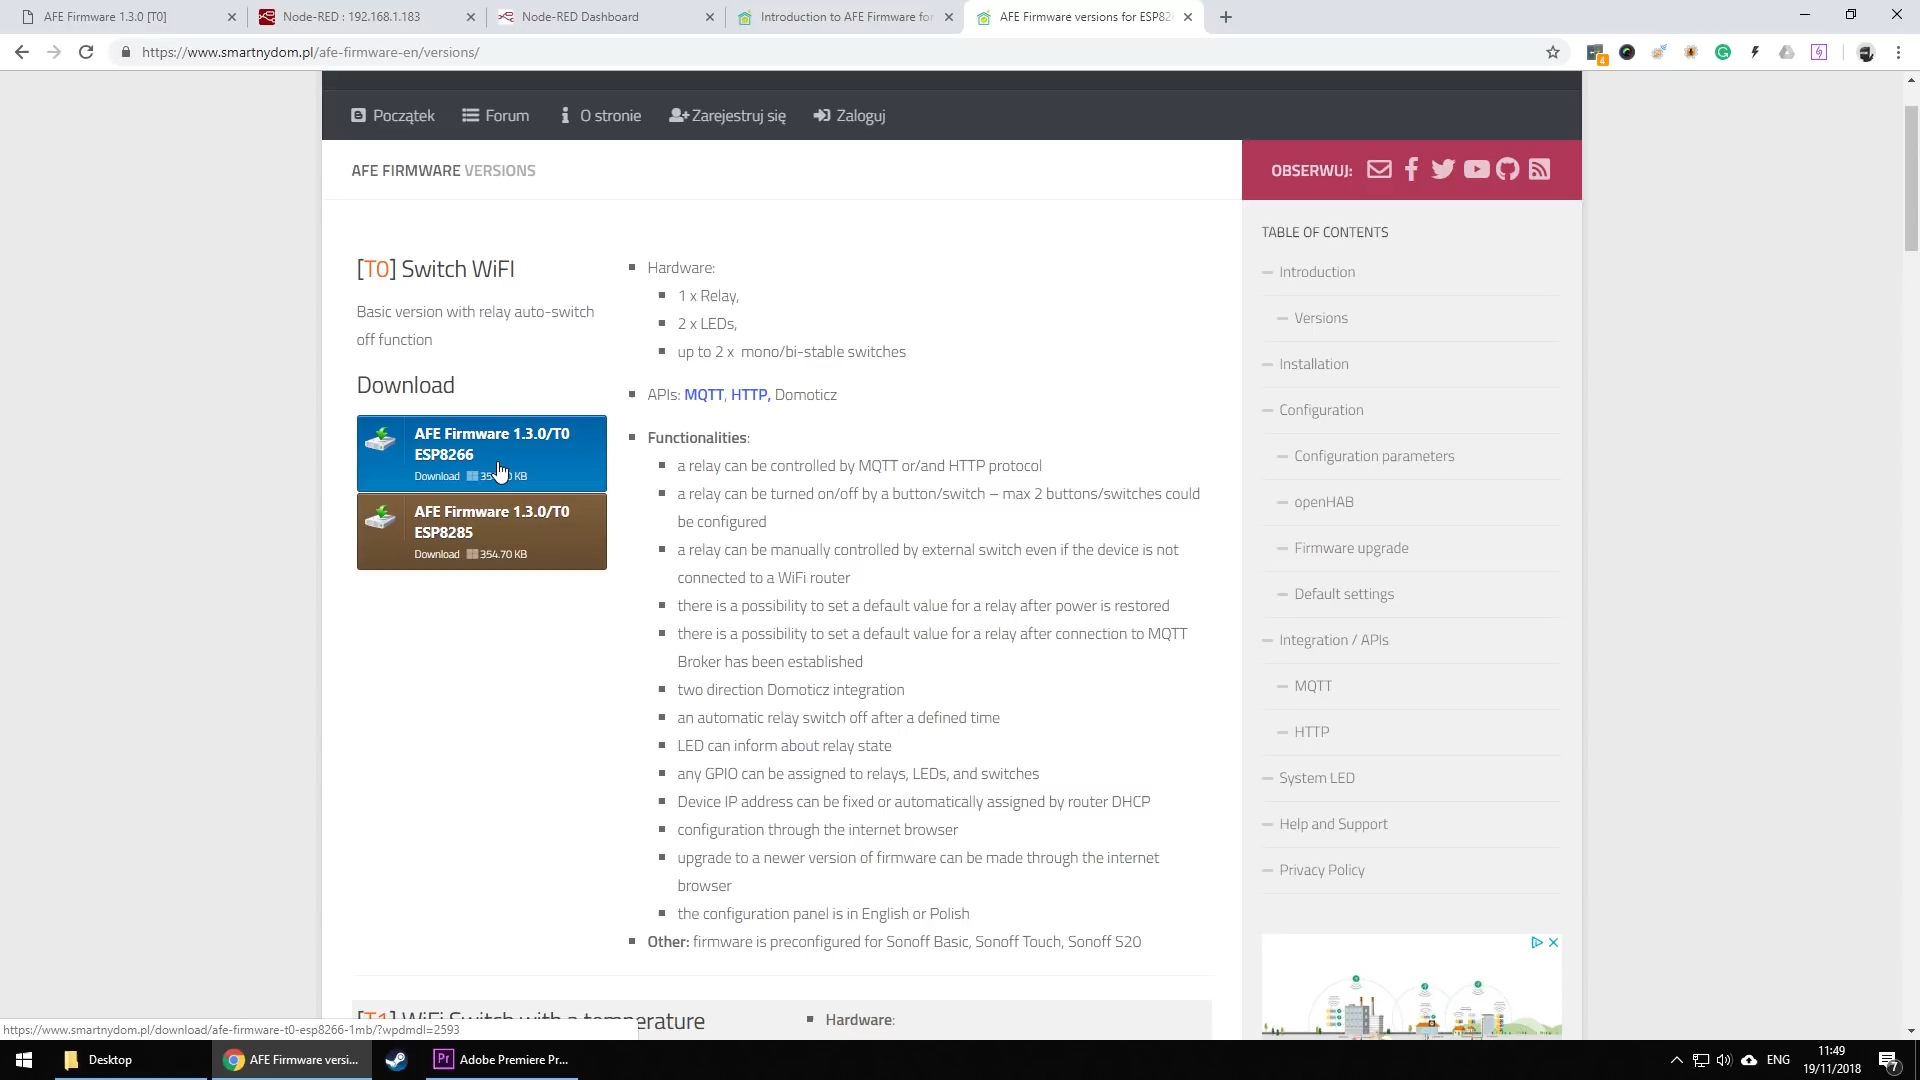 AFE Firmware 1.3.0 [T0]
Node-RED : 192.168.1.183
Node-RED Dashboard
Introduction to AFE Firmware for
AFE Firmware versions for ESP82
https://www.smartnydom.pl/afe-firmware-en/versions/
4
Początek
Forum
O stronie
Zarejestruj się
Zaloguj
AFE FIRMWARE VERSIONS
OBSERWUJ:
[T0] Switch WiFI
Basic version with relay auto-switch
off function
Download
AFE Firmware 1.3.0/T0
ESP8266
Download
KB
AFE Firmware 1.3.0/T0
ESP8285
Download 354.70 KB
Hardware:
1 x Relay,
2 x LEDs,
up to 2 x mono/bi-stable switches
APIs: MQTT, HTTP, Domoticz
Functionalities:
a relay can be controlled by MQTT or/and HTTP protocol
a relay can be turned on/off by a button/switch – max 2 buttons/switches could
be configured
a relay can be manually controlled by external switch even if the device is not
connected to a WiFi router
there is a possibility to set a default value for a relay after power is restored
there is a possibility to set a default value for a relay after connection to MQTT
Broker has been established
two direction Domoticz integration
an automatic relay switch off after a defined time
LED can inform about relay state
any GPIO can be assigned to relays, LEDs, and switches
Device IP address can be fixed or automatically assigned by router DHCP
configuration through the internet browser
upgrade to a newer version of firmware can be made through the internet
browser
the configuration panel is in English or Polish
Other: firmware is preconfigured for Sonoff Basic, Sonoff Touch, Sonoff S20
TABLE OF CONTENTS
Introduction
Versions
Installation
Configuration
Configuration parameters
openHAB
Firmware upgrade
Default settings
Integration / APIs
MQTT
HTTP
System LED
Help and Support
Privacy Policy
[T1] WiFi Switch with a temperature
Hardware:
https://www.smartnydom.pl/download/afe-firmware-t0-esp8266-1mb/?wpdmdl=2593
Desktop
AFE Firmware versi...
Pr
Adobe Premiere Pr...
ENG
11:49
19/11/2018
7